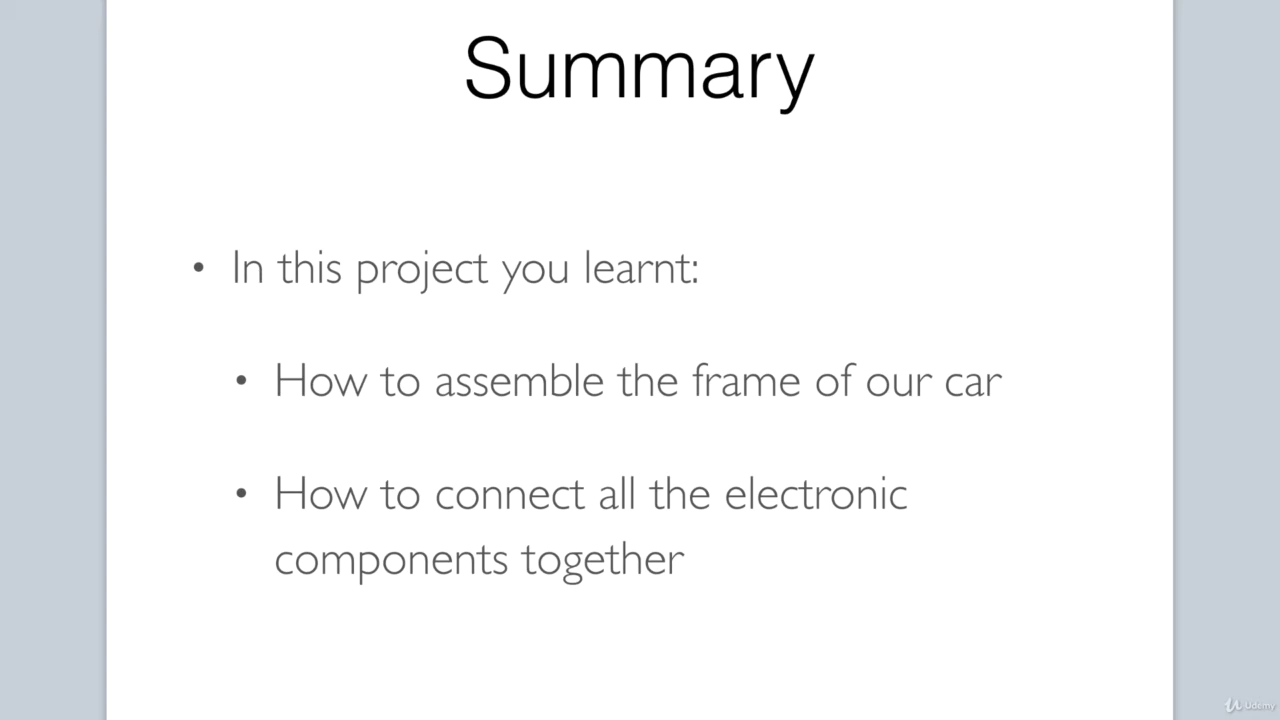 Summary
• In this project you learnt:
• How to assemble the frame of our car
• How to connect all the electronic
components together
Udemy